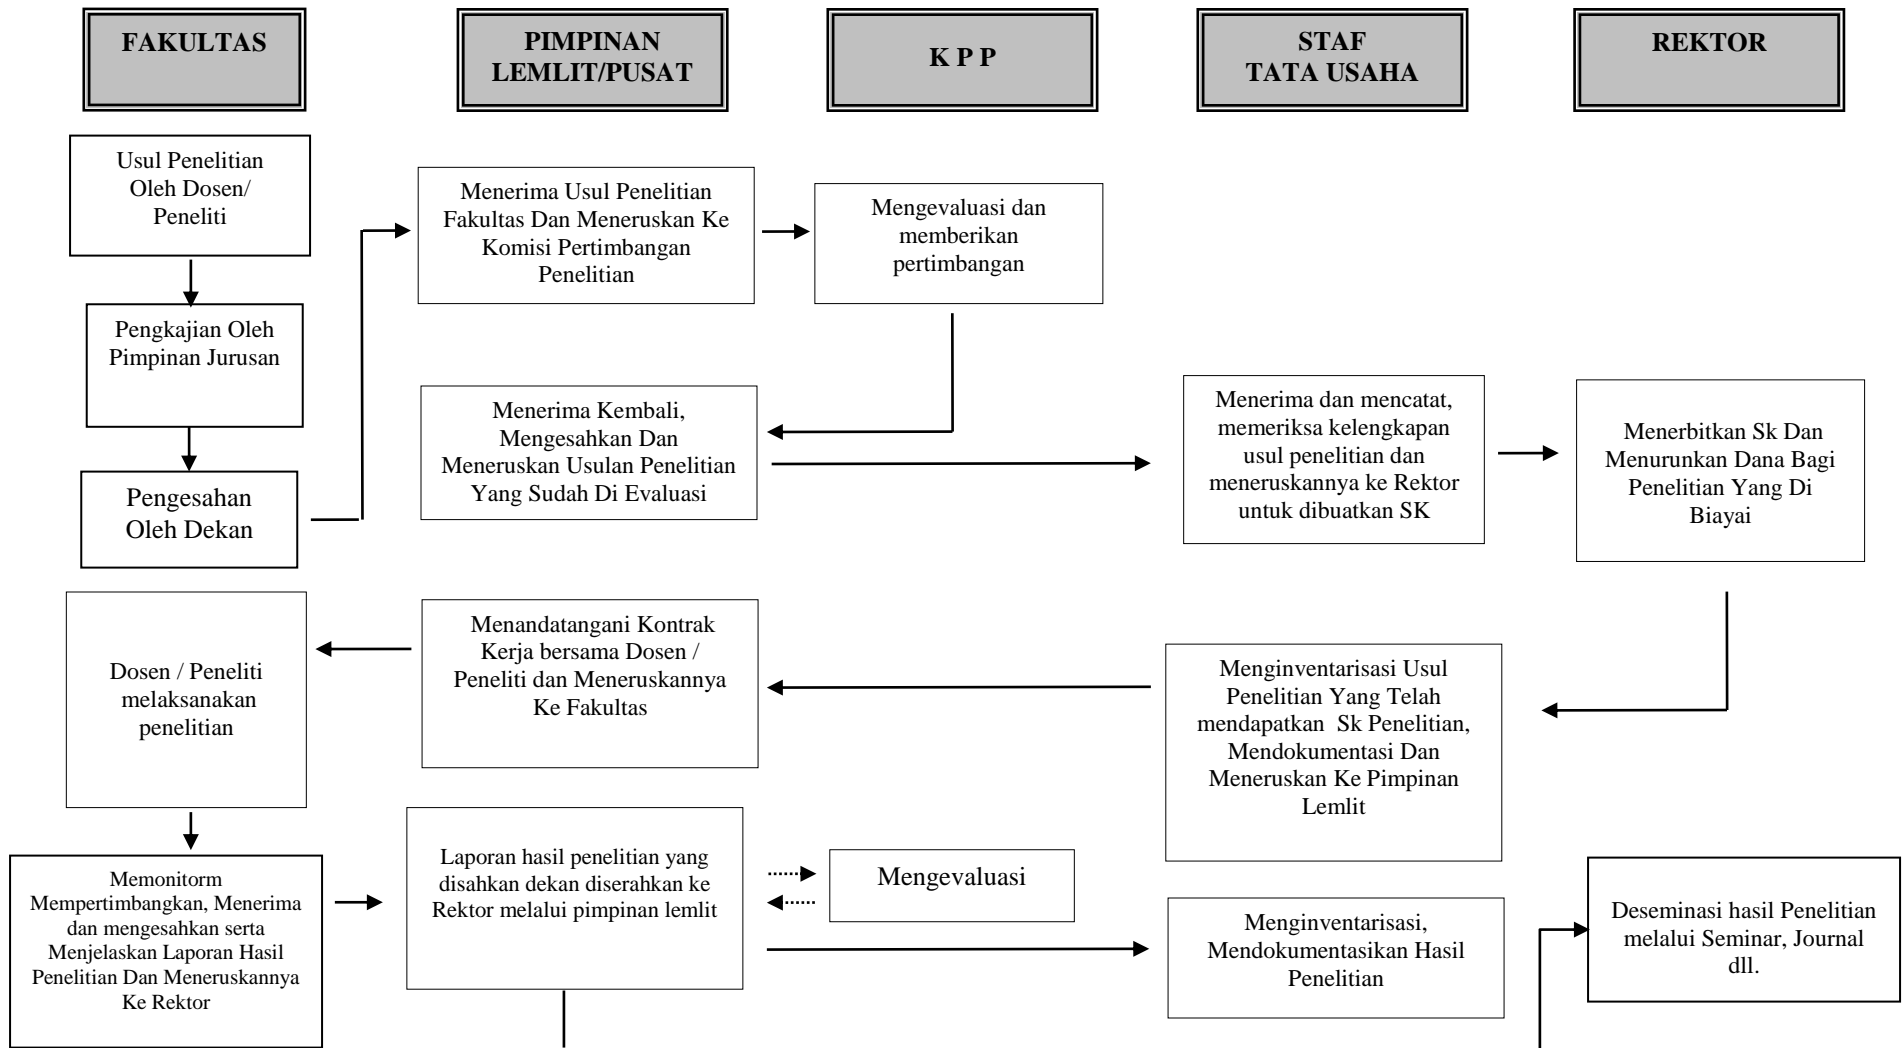 FAKULTAS
PIMPINAN
LEMLIT/PUSAT
K P P
STAF
TATA USAHA
REKTOR
Usul Penelitian
Oleh Dosen/
Peneliti
Menerima Usul Penelitian
Fakultas Dan Meneruskan Ke
Komisi Pertimbangan
Penelitian
Mengevaluasi dan
memberikan
pertimbangan
Pengkajian Oleh
Pimpinan Jurusan
Menerima Kembali,
Mengesahkan Dan
Meneruskan Usulan Penelitian
Yang Sudah Di Evaluasi
Menerima dan mencatat,
memeriksa kelengkapan
usul penelitian dan
meneruskannya ke Rektor
untuk dibuatkan SK
Menerbitkan Sk Dan
Menurunkan Dana Bagi
Penelitian Yang Di
Biayai
Pengesahan
Oleh Dekan
Dosen / Peneliti
melaksanakan
penelitian
Menandatangani Kontrak
Kerja bersama Dosen /
Peneliti dan Meneruskannya
Ke Fakultas
Menginventarisasi Usul
Penelitian Yang Telah
mendapatkan  Sk Penelitian,
Mendokumentasi Dan
Meneruskan Ke Pimpinan
Lemlit
Memonitorm
Mempertimbangkan, Menerima
dan mengesahkan serta
Menjelaskan Laporan Hasil
Penelitian Dan Meneruskannya
Ke Rektor
Laporan hasil penelitian yang
disahkan dekan diserahkan ke
Rektor melalui pimpinan lemlit
Mengevaluasi
Menginventarisasi,
Mendokumentasikan Hasil
Penelitian
Deseminasi hasil Penelitian
melalui Seminar, Journal
dll.